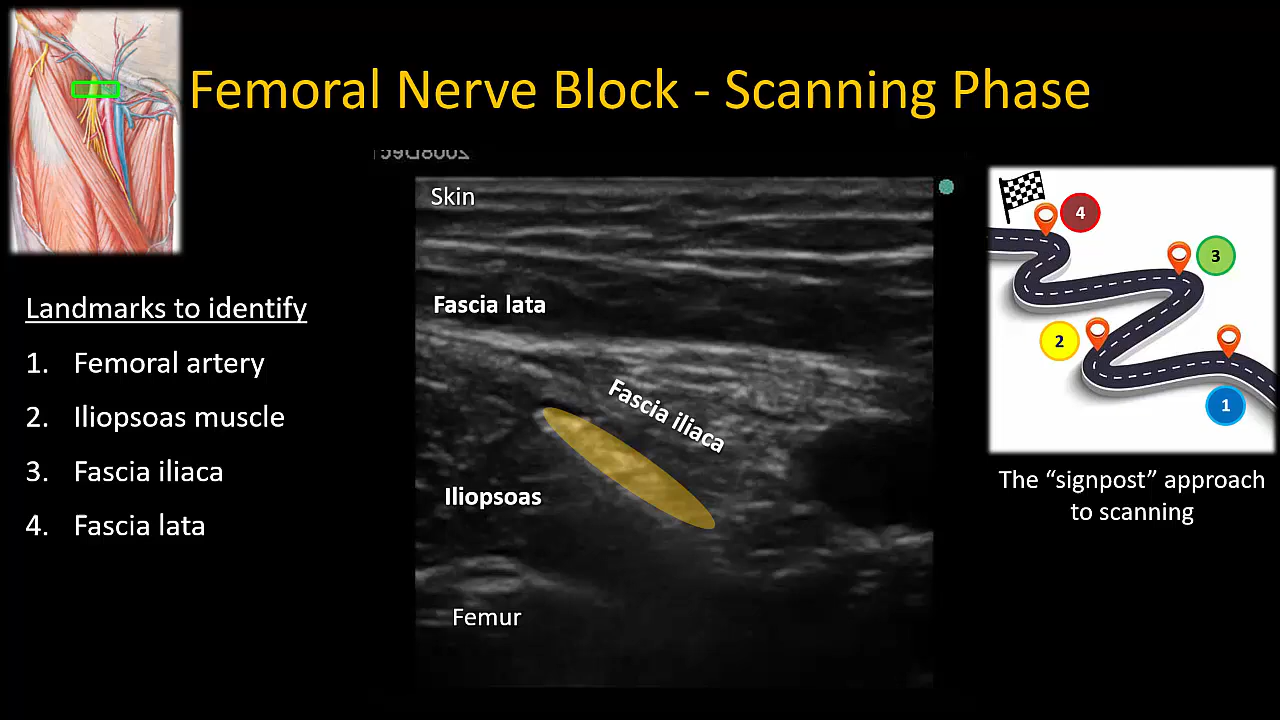 Femoral Nerve Block - Scanning Phase
Skin
Fascia lata
Fascia iliaca
Iliopsoas
Femur
Landmarks to identify
1. Femoral artery
2. Iliopsoas muscle
3. Fascia iliaca
4. Fascia lata
4
3
2
1
The “signpost” approach
to scanning